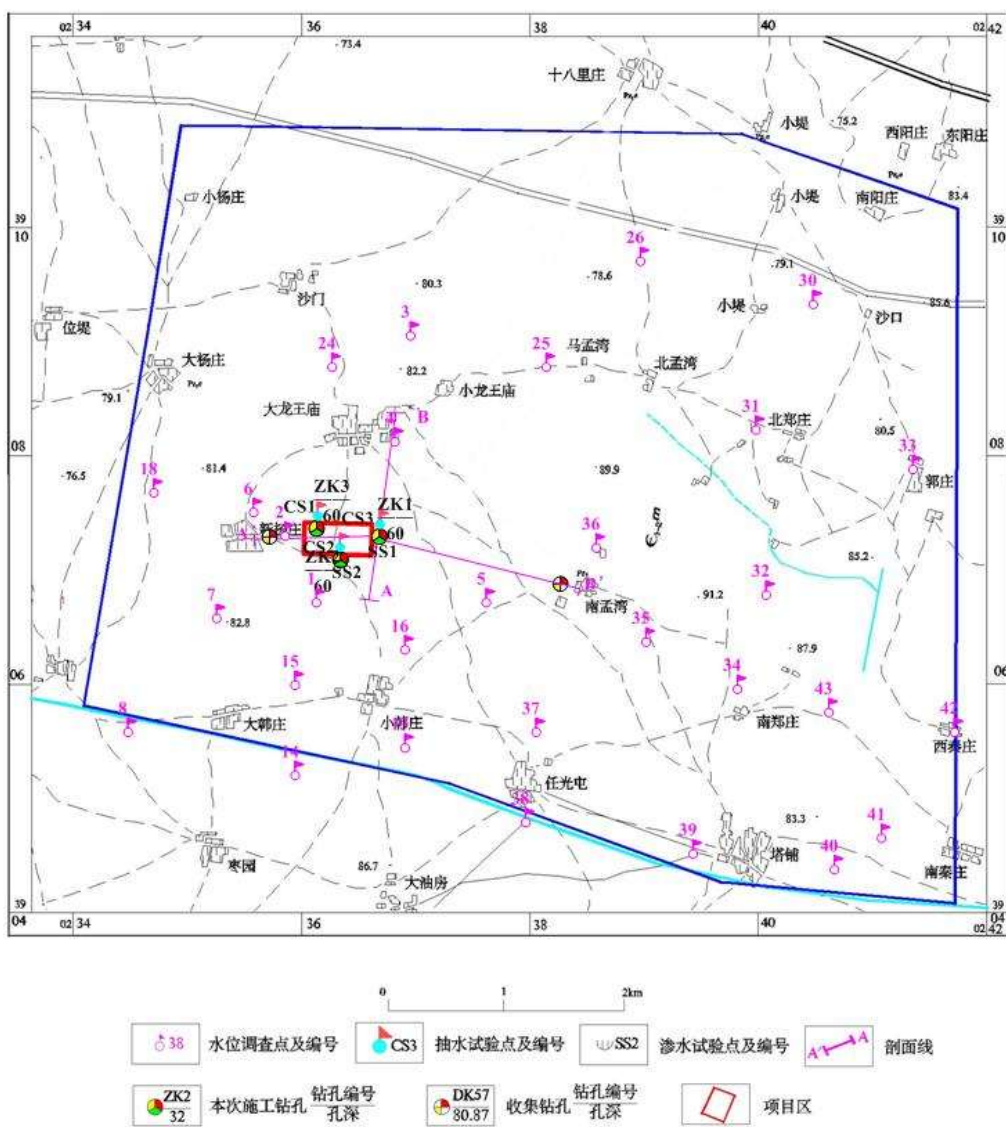 02 34
36
38
40
02 42
73.4
十八里庄
小堤
75.2
西阳庄
东阳庄
小杨庄
小堤
南阳庄
83.4
39
10
39
10
26
79.1
沙门
80.3
78.6
30
85.6
位堤
3
小堤
沙口
24
马孟湾
25
北孟湾
大杨庄
82.2
小龙王庙
79.1
大龙王庙
B
4
31
北郑庄
80.5
08
08
76.5
18
81.4
89.9
33
郭庄
6
ZK3
CS1
60
CS3
ZK1
2
60
36
CS2
SS1
85.2
ZK2
SS2
60
1
A
5
南孟湾
91.2
32
7
82.8
16
35
87.9
06
15
34
06
43
8
大韩庄
小韩庄
37
南郑庄
42
西秦庄
14
任光屯
38
83.3
41
39
塔铺
40
枣园
86.7
大油房
南秦庄
39
04
39
04
02 34
36
38
40
02 42
0
1
2km
38
水位调查点及编号
CS3
抽水试验点及编号
SS2
渗水试验点及编号
A'
A
剖面线
ZK2
32
本次施工钻孔
钻孔编号
孔深
DK57
80.87
收集钻孔
钻孔编号
孔深
项目区